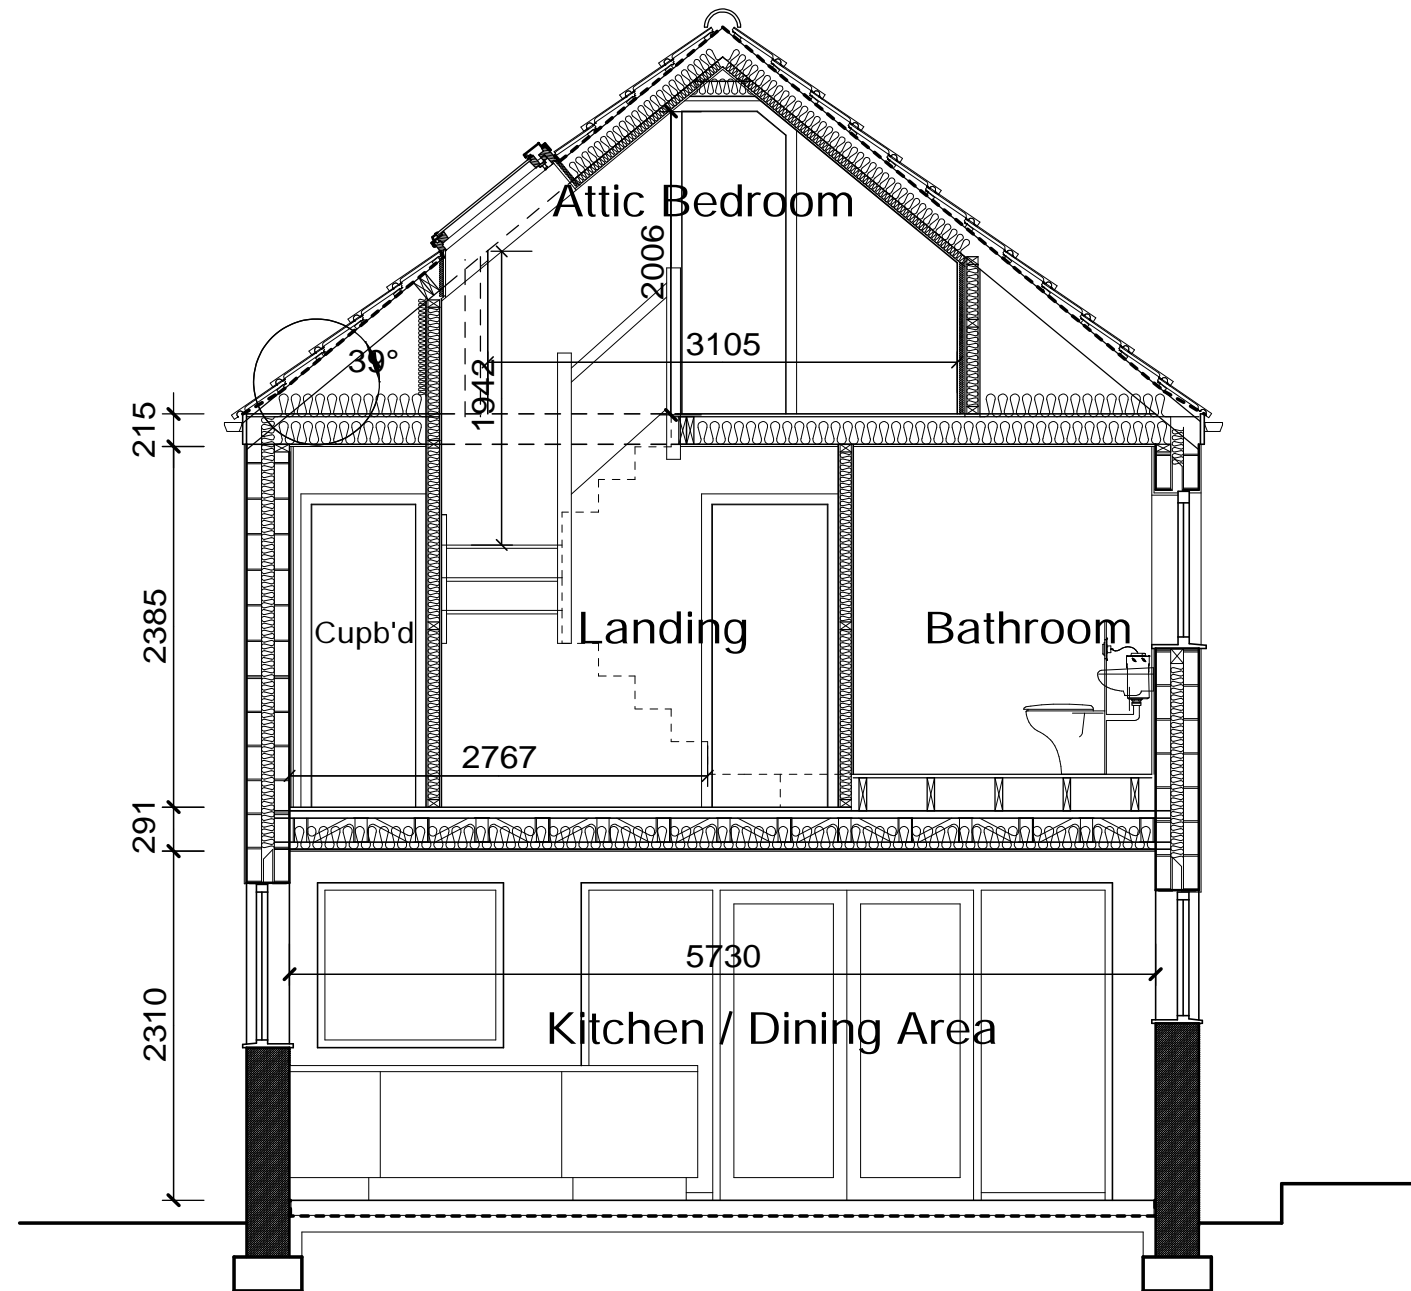 Attic Bedroom
2006
3105
39°
1942
215
2385
Cupb'd
Landing
Bathroom
2767
291
5730
Kitchen / Dining Area
2310